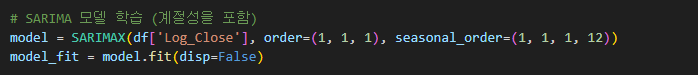 # SARIMA 모델 학습 (계절성을 포함)
model = SARIMAX(df['Log_Close'], order=(1, 1, 1), seasonal_order=(1, 1, 1, 12))
model_fit = model.fit(disp=False)